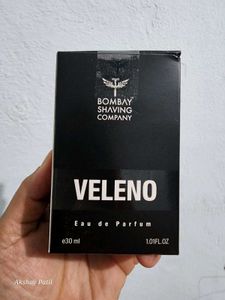 BOMBAY
SHAVING
COMPANY
VELENO
Eau de Parfum
e30 ml 1.01FL.OZ
Akshay Patil